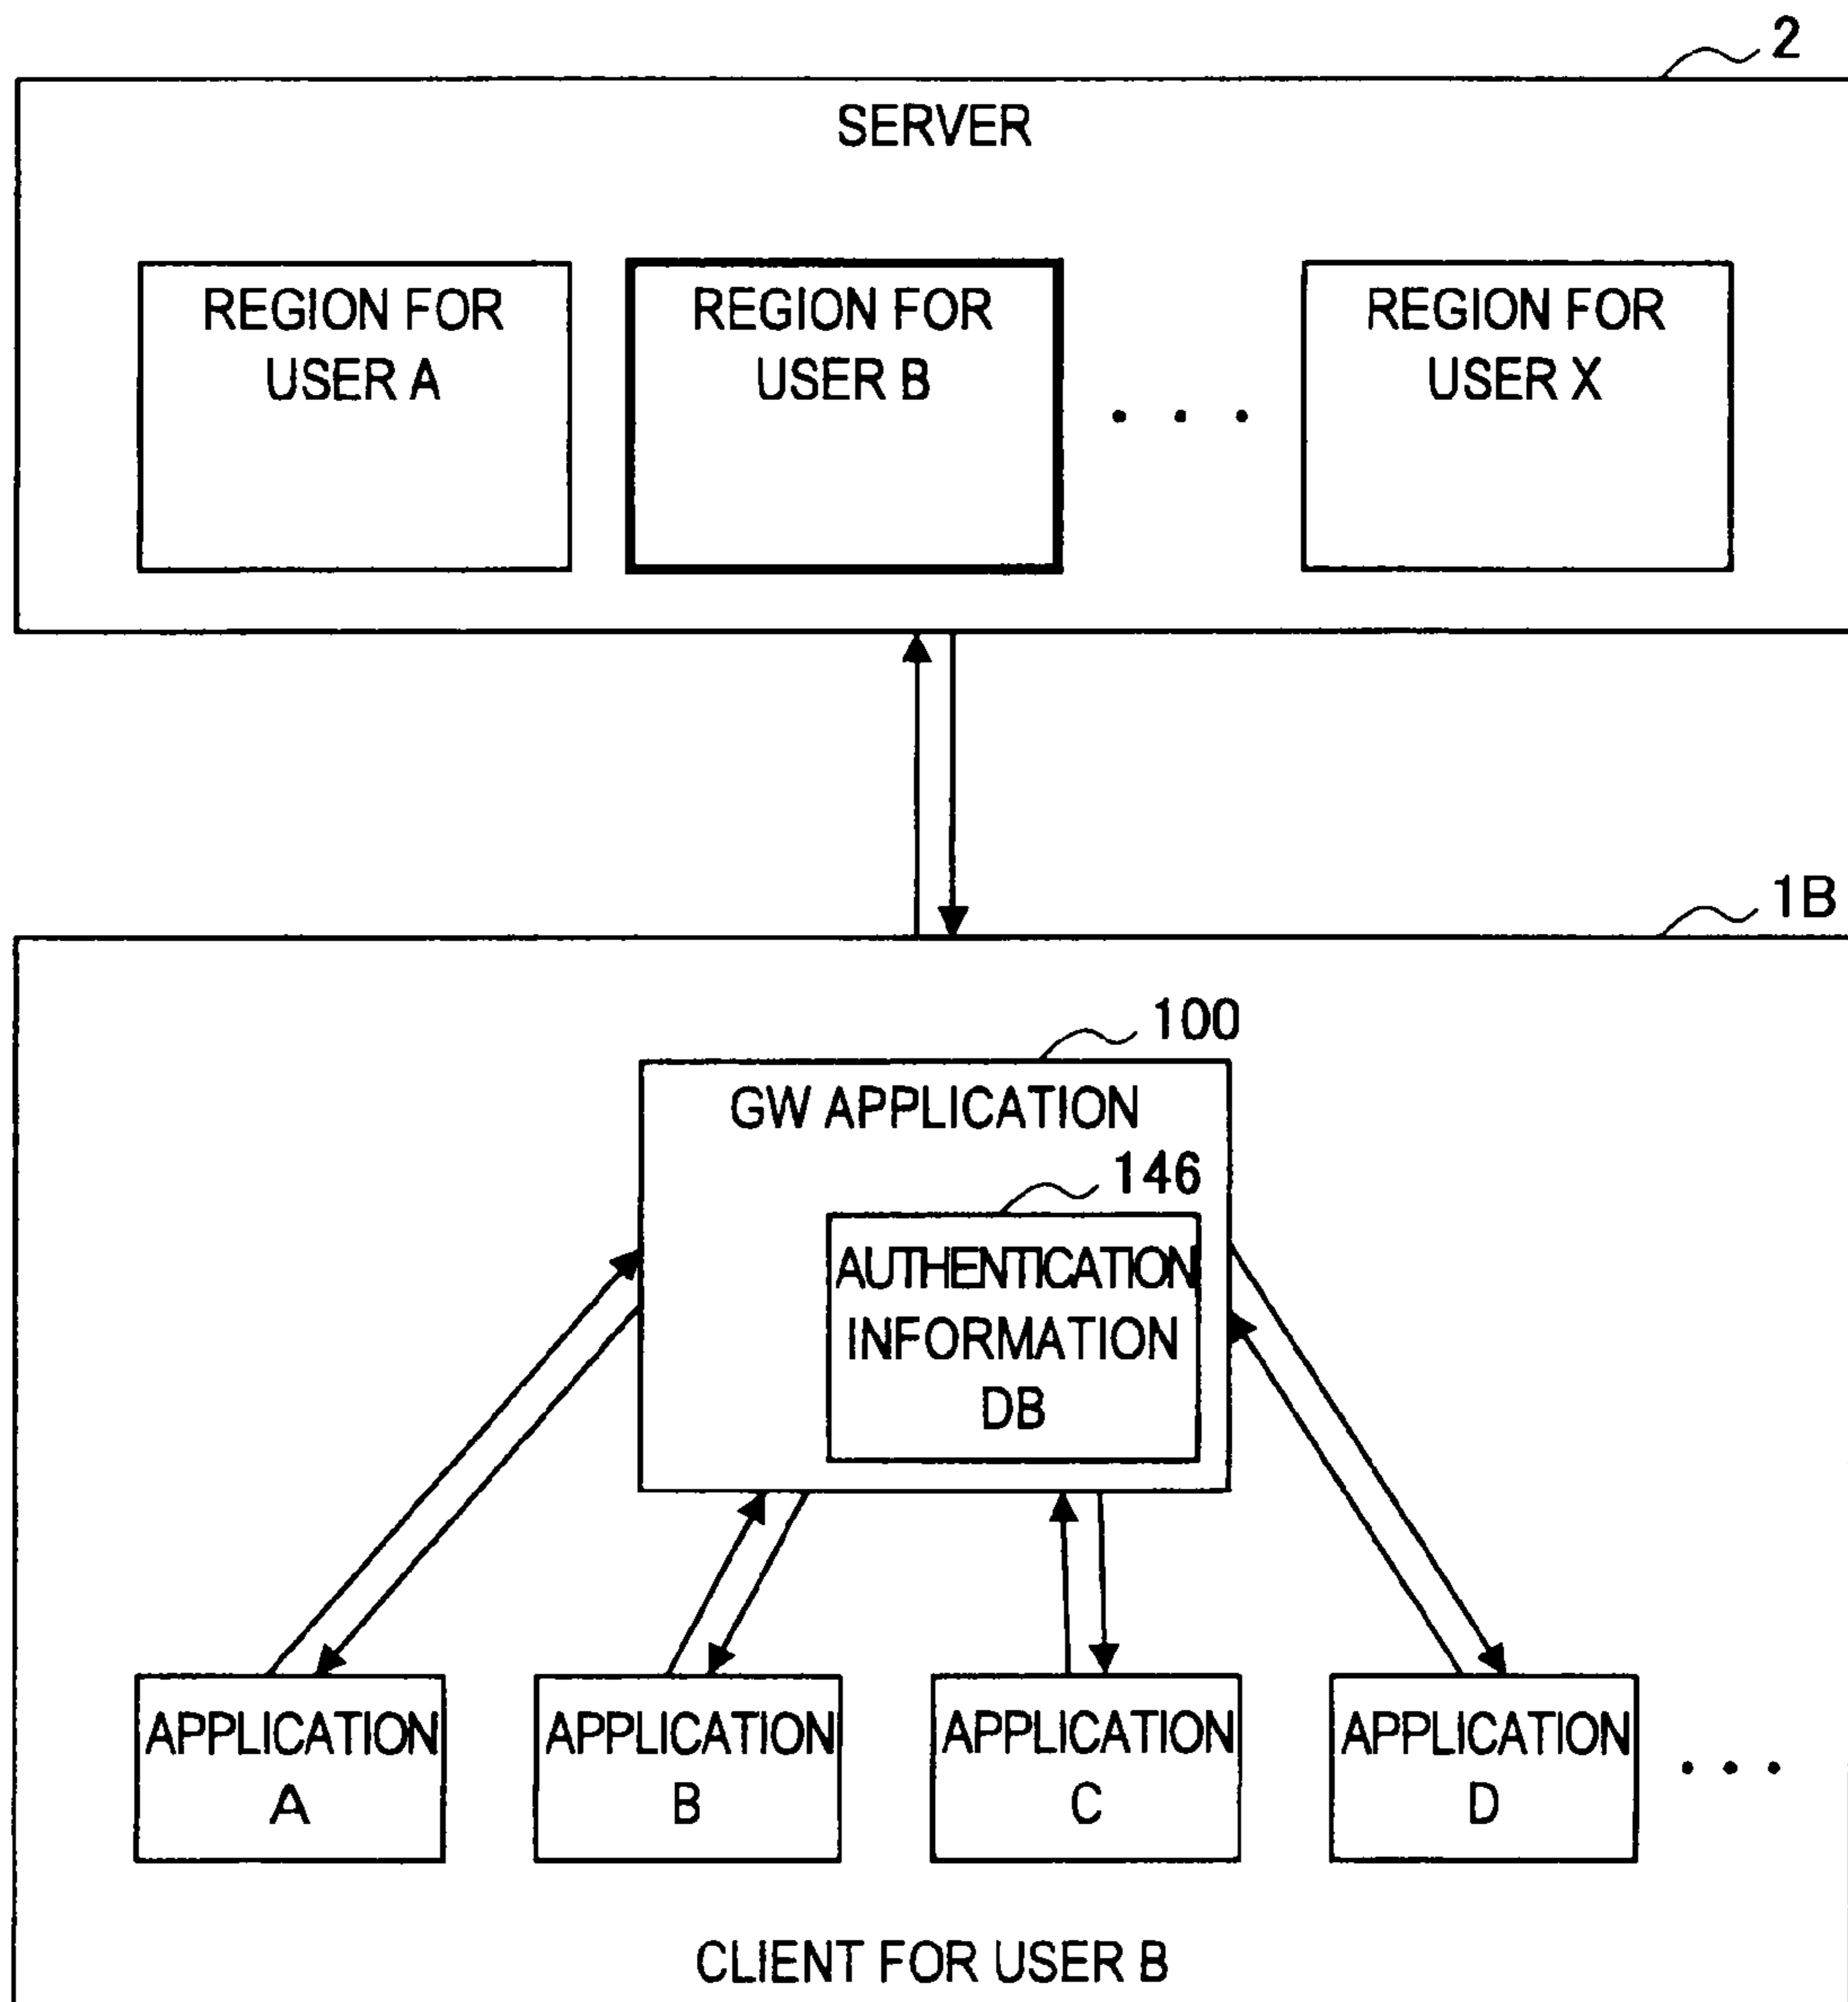 2
SERVER
REGION FOR
USER A
REGION FOR
USER B
. . .
REGION FOR
USER X
1B
100
GW APPLICATION
146
AUTHENTICATION
INFORMATION
DB
APPLICATION
A
APPLICATION
B
APPLICATION
C
APPLICATION
D
. . .
CLIENT FOR USER B